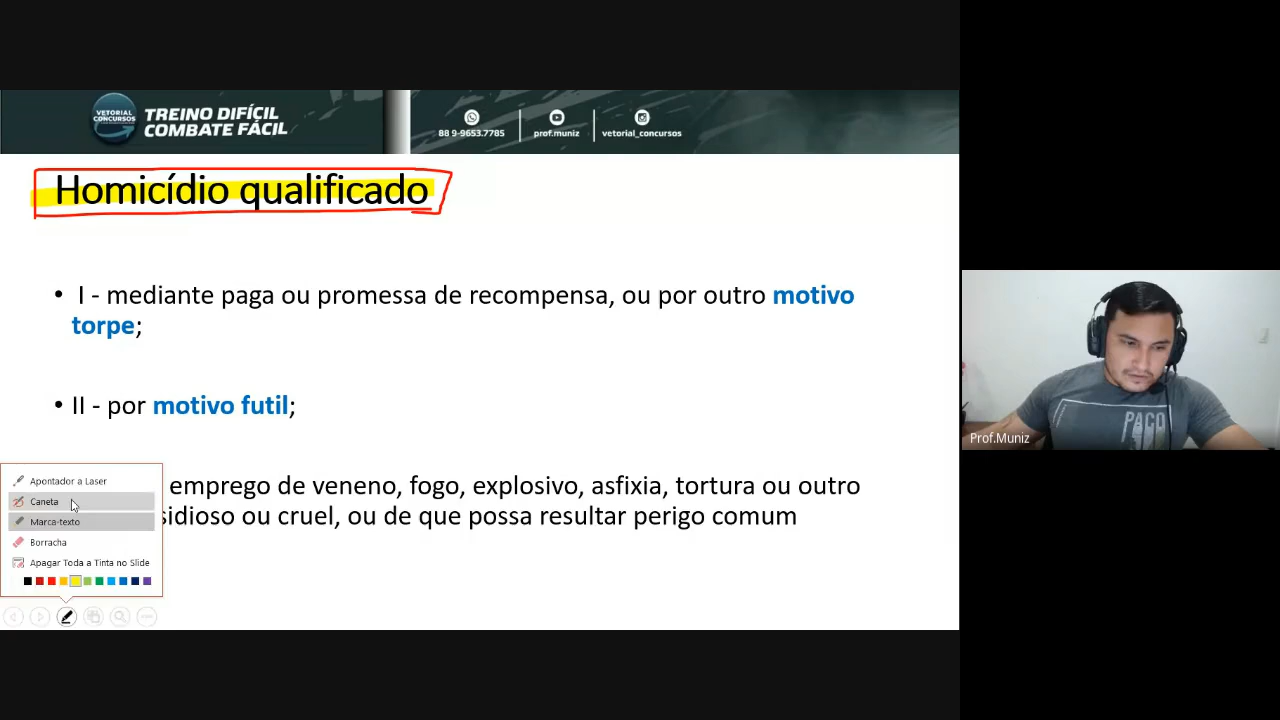 VETORIAL
CONCURSOS
TREINO DIFÍCIL
COMBATE FÁCIL
88 9-9653.7785
prof.muniz
vetorial_concursos
Homicídio qualificado
• I - mediante paga ou promessa de recompensa, ou por outro motivo
torpe;
• II - por motivo futil;
emprego de veneno, fogo, explosivo, asfixia, tortura ou outro
sidioso ou cruel, ou de que possa resultar perigo comum
Apontador a Laser
Caneta
Marca-texto
Borracha
Apagar Toda a Tinta no Slide
PACO
Prof.Muniz